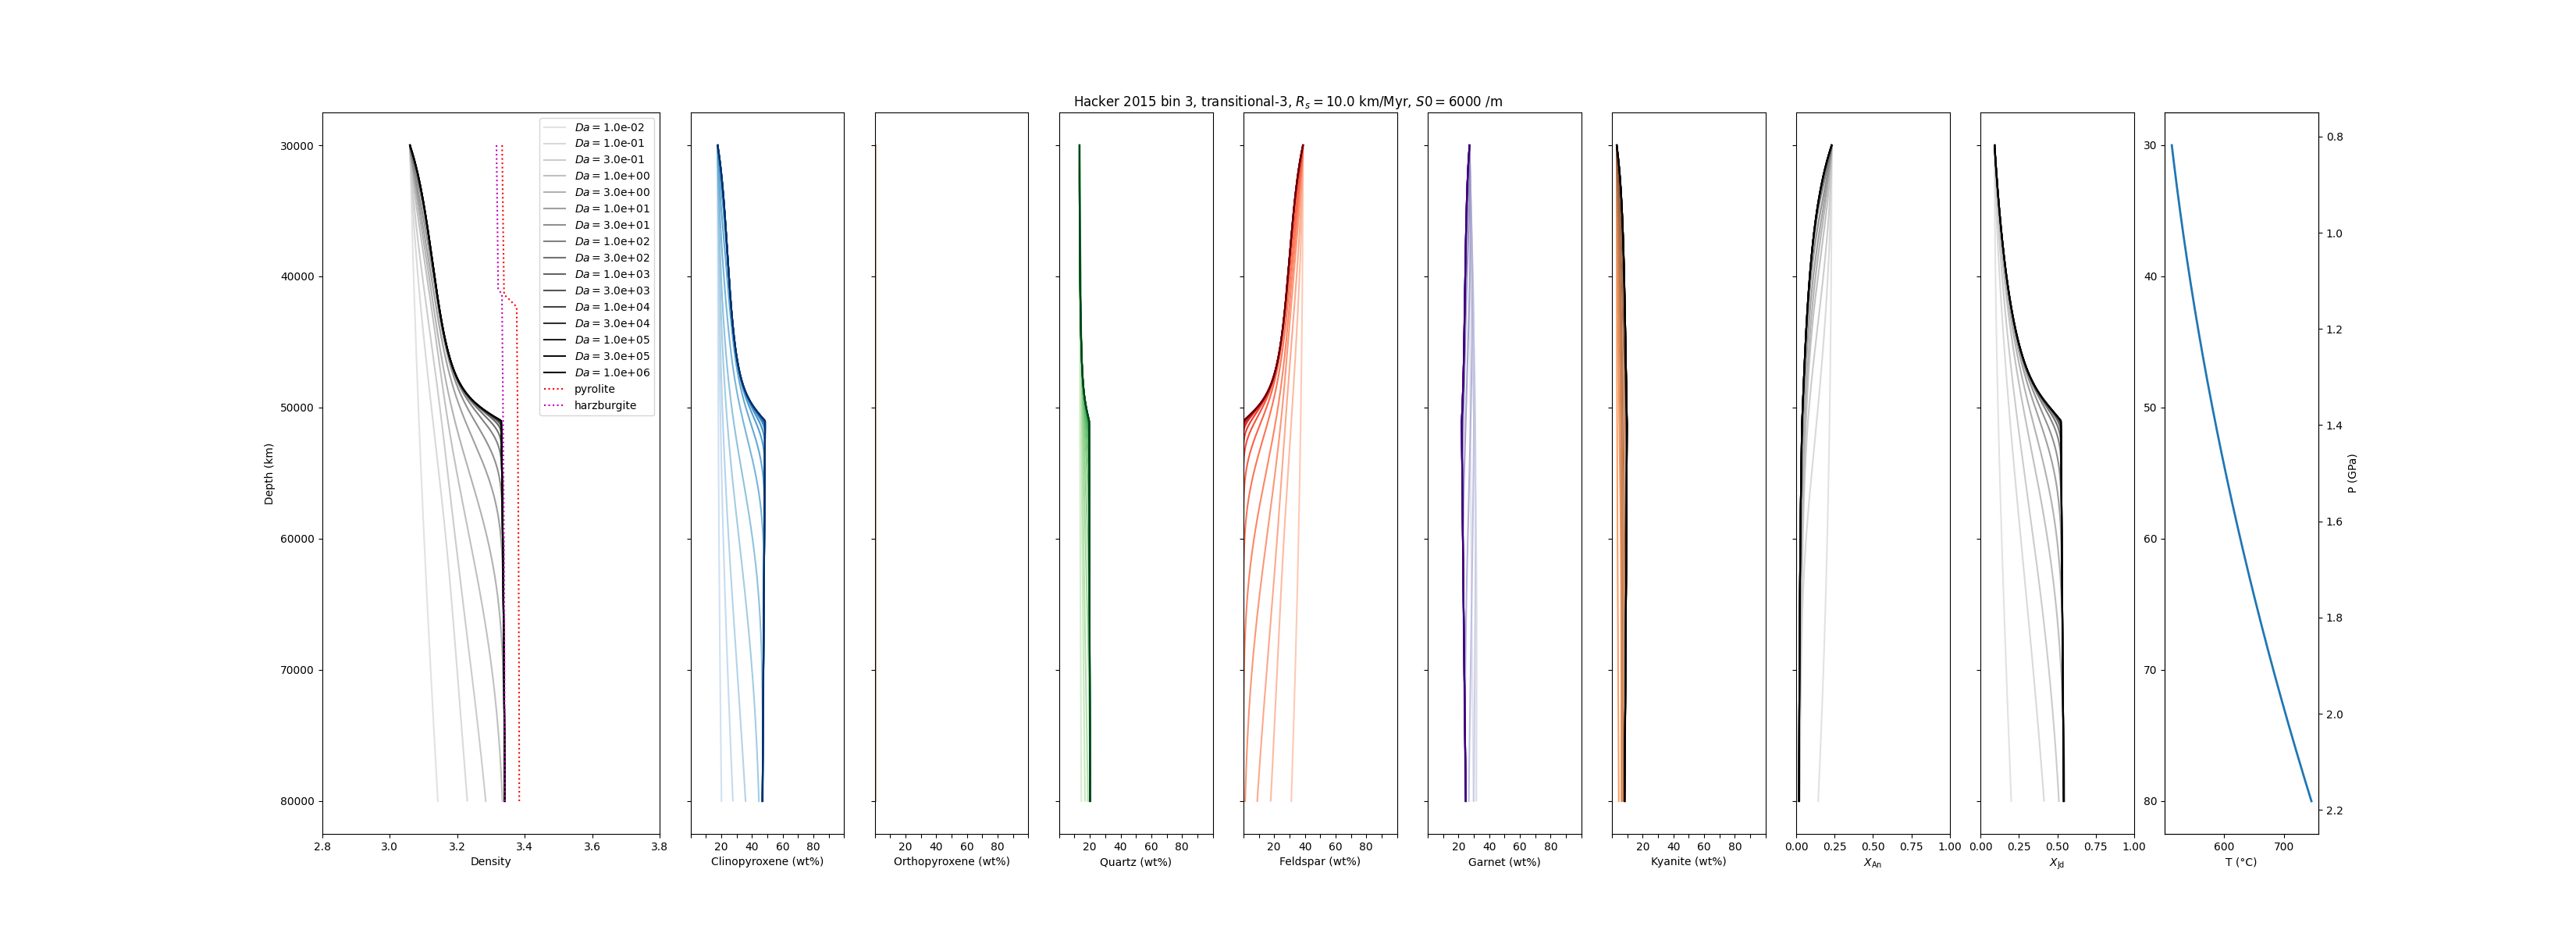 Hacker 2015 bin 3, transitional-3, R_s = 10.0 km/Myr, S0 = 6000 /m
Da = 1.0e-02
Da = 1.0e-01
Da = 3.0e-01
Da = 1.0e+00
Da = 3.0e+00
Da = 1.0e+01
Da = 3.0e+01
Da = 1.0e+02
Da = 3.0e+02
Da = 1.0e+03
Da = 3.0e+03
Da = 1.0e+04
Da = 3.0e+04
Da = 1.0e+05
Da = 3.0e+05
Da = 1.0e+06
pyrolite
harzburgite
Depth (km)
30000
40000
50000
60000
70000
80000
2.8 3.0 3.2 3.4 3.6 3.8
Density
20 40 60 80
Clinopyroxene (wt%)
20 40 60 80
Orthopyroxene (wt%)
20 40 60 80
Quartz (wt%)
20 40 60 80
Feldspar (wt%)
20 40 60 80
Garnet (wt%)
20 40 60 80
Kyanite (wt%)
0.00 0.25 0.50 0.75 1.00
X_An
0.00 0.25 0.50 0.75 1.00
X_Jd
30
40
50
60
70
80
600 700
T (°C)
0.8
1.0
1.2
1.4
1.6
1.8
2.0
2.2
P (GPa)